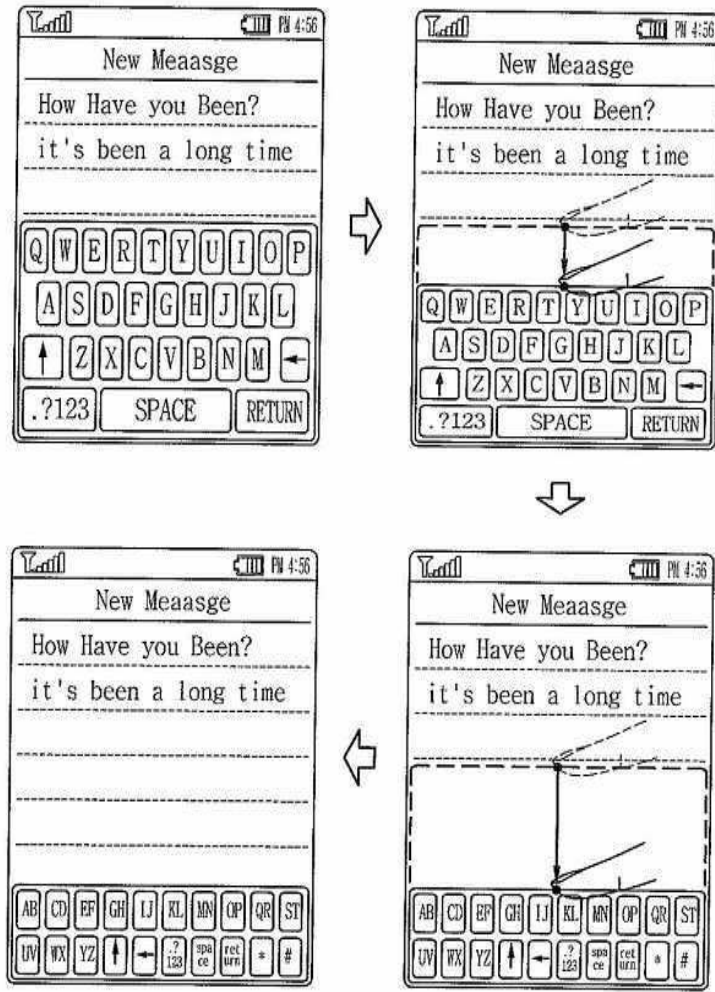 PM 4:56
New Meaasge
How Have you Been?
it's been a long time
Q W E R T Y U I O P
A S D F G H J K L
↑ Z X C V B N M ←
.?123 SPACE RETURN
PM 4:56
New Meaasge
How Have you Been?
it's been a long time
Q W E R T Y U I O P
A S D F G H J K L
↑ Z X C V B N M ←
.?123 SPACE RETURN
PM 4:56
New Meaasge
How Have you Been?
it's been a long time
AB CD EF GH IJ KL MN OP QR ST
UV WX YZ ↑ ← .?123 space return * #
PM 4:56
New Meaasge
How Have you Been?
it's been a long time
AB CD EF GH IJ KL MN OP QR ST
UV WX YZ ↑ ← .?123 space return * #